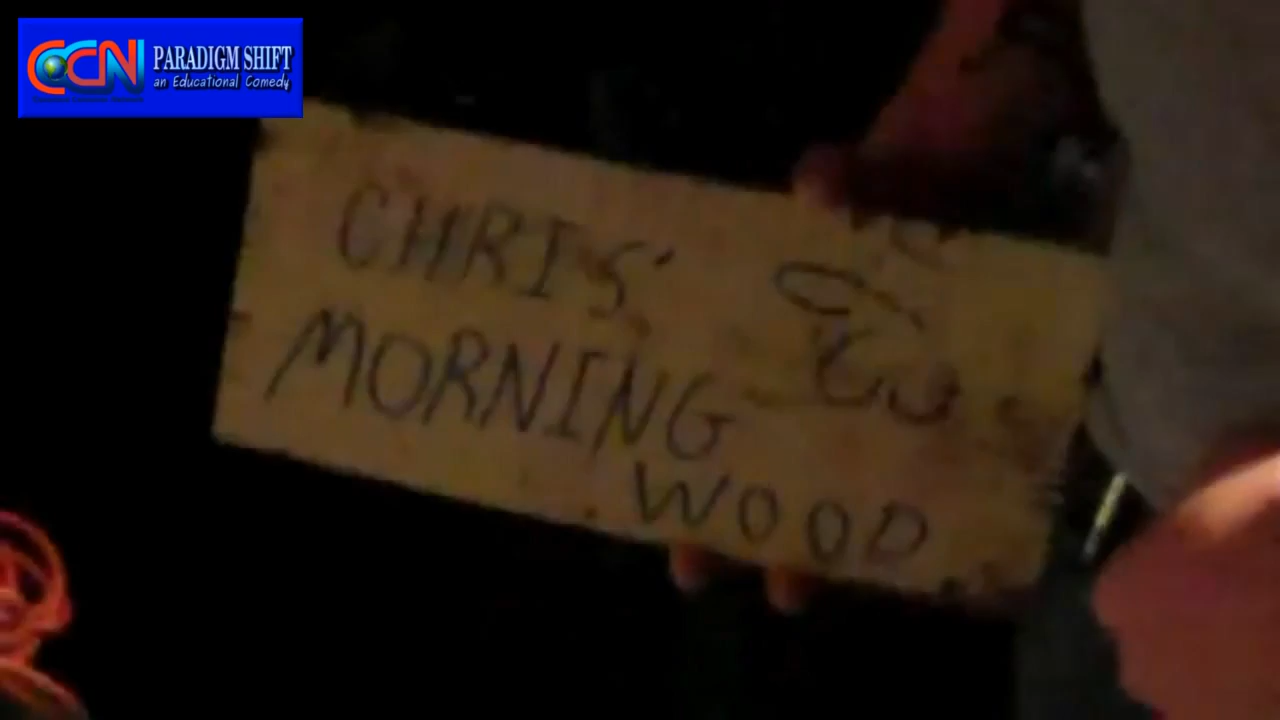 CCN PARADIGM SHIFT
an Educational Comedy
CHRIS'
MORNING
WOOD